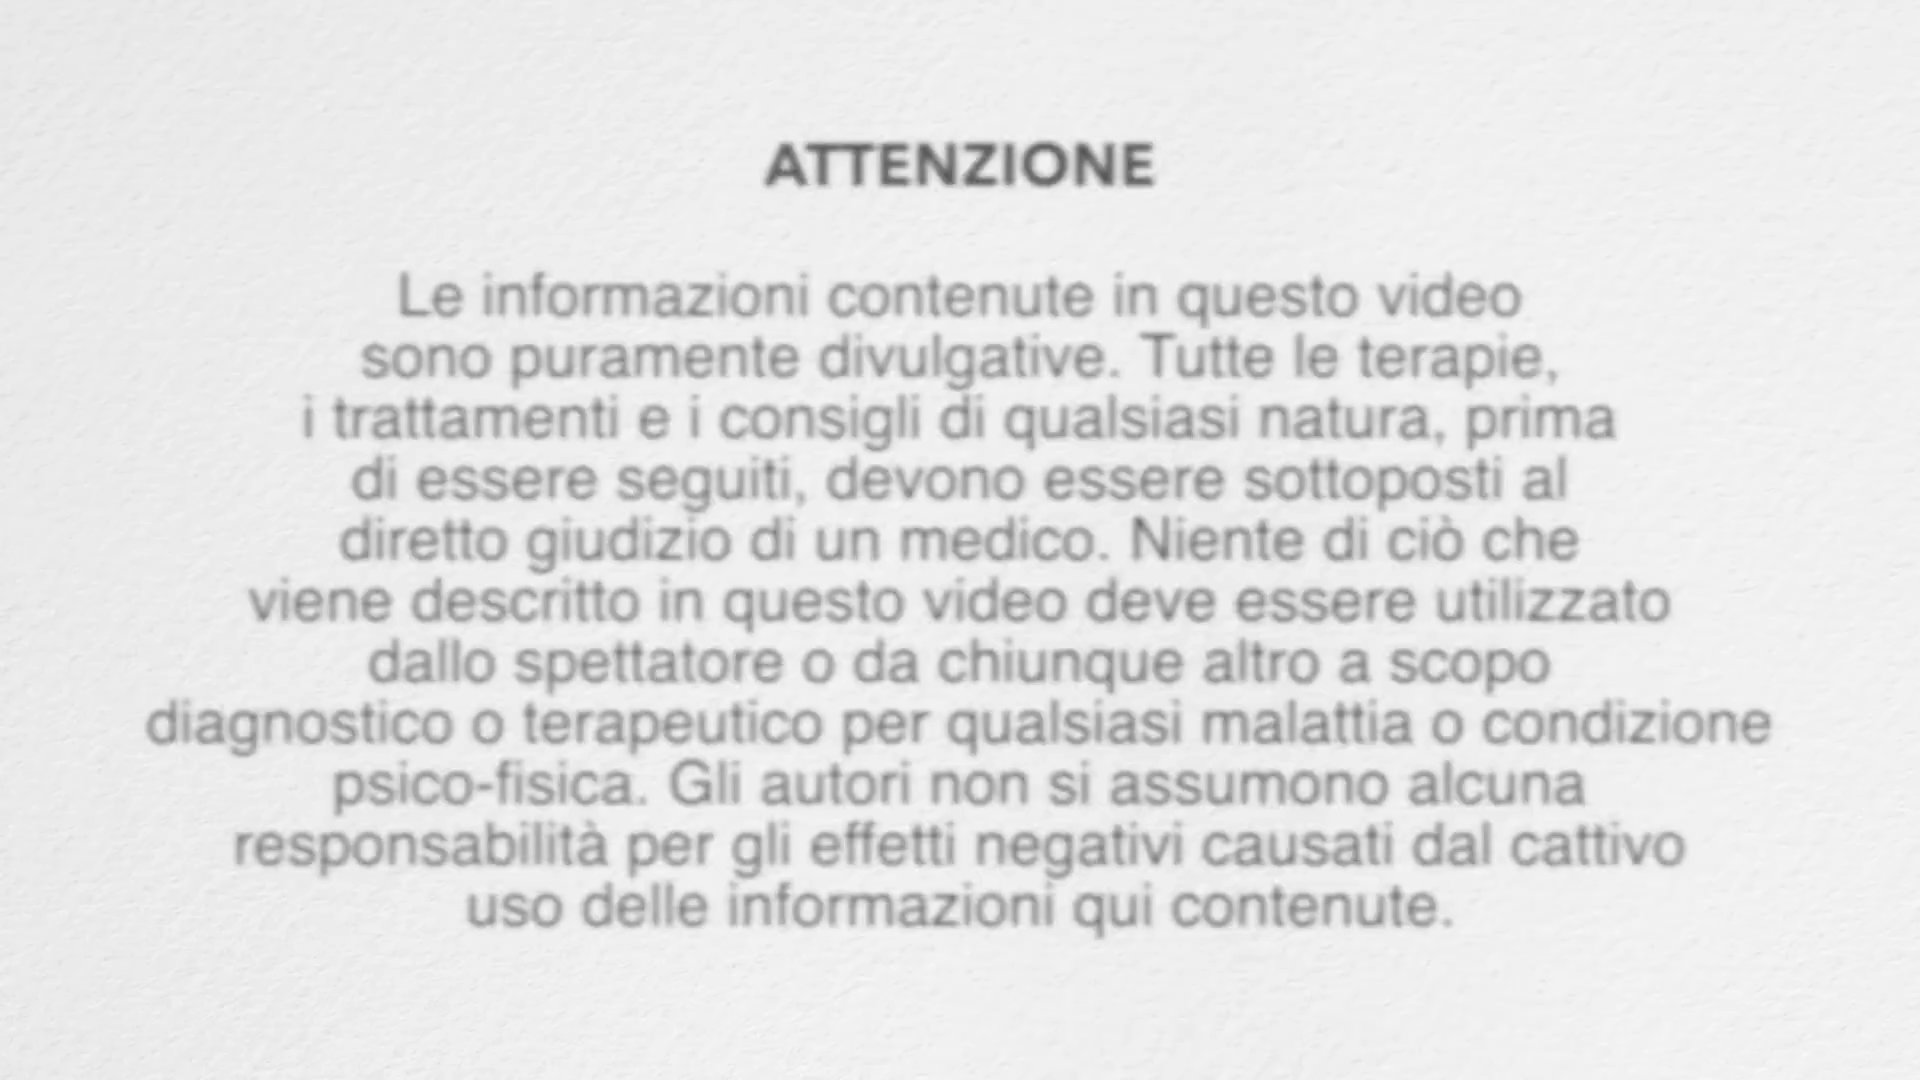 ATTENZIONE
Le informazioni contenute in questo video
sono puramente divulgative. Tutte le terapie,
i trattamenti e i consigli di qualsiasi natura, prima
di essere seguiti, devono essere sottoposti al
diretto giudizio di un medico. Niente di ciò che
viene descritto in questo video deve essere utilizzato
dallo spettatore o da chiunque altro a scopo
diagnostico o terapeutico per qualsiasi malattia o condizione
psico-fisica. Gli autori non si assumono alcuna
responsabilità per gli effetti negativi causati dal cattivo
uso delle informazioni qui contenute.